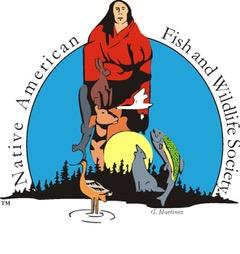 Native American
Fish and Wildlife Society
TM
G. Martinez